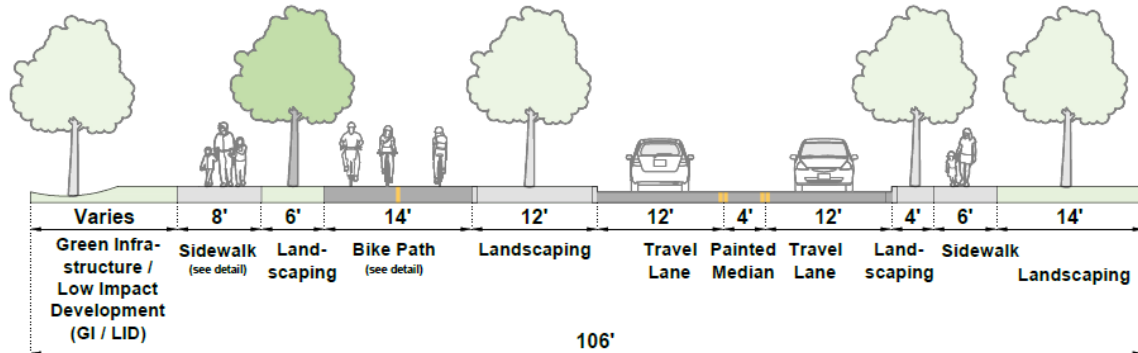 Varies 8' 6' 14' 12' 12' 4' 12' 4' 6' 14'
Green Infra-
structure /
Low Impact
Development
(GI / LID)
Sidewalk
(see detail)
Land-
scaping
Bike Path
(see detail)
Landscaping
Travel
Lane
Painted
Median
Travel
Lane
Land-
scaping
Sidewalk
Landscaping
106'